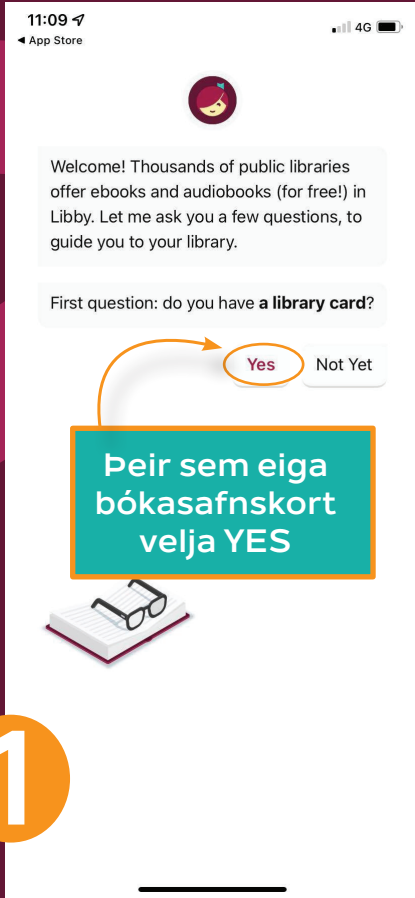 11:09
◀ App Store
4G
Welcome! Thousands of public libraries
offer ebooks and audiobooks (for free!) in
Libby. Let me ask you a few questions, to
guide you to your library.
First question: do you have a library card?
Yes
Not Yet
Þeir sem eiga
bókasafnskort
velja YES
1